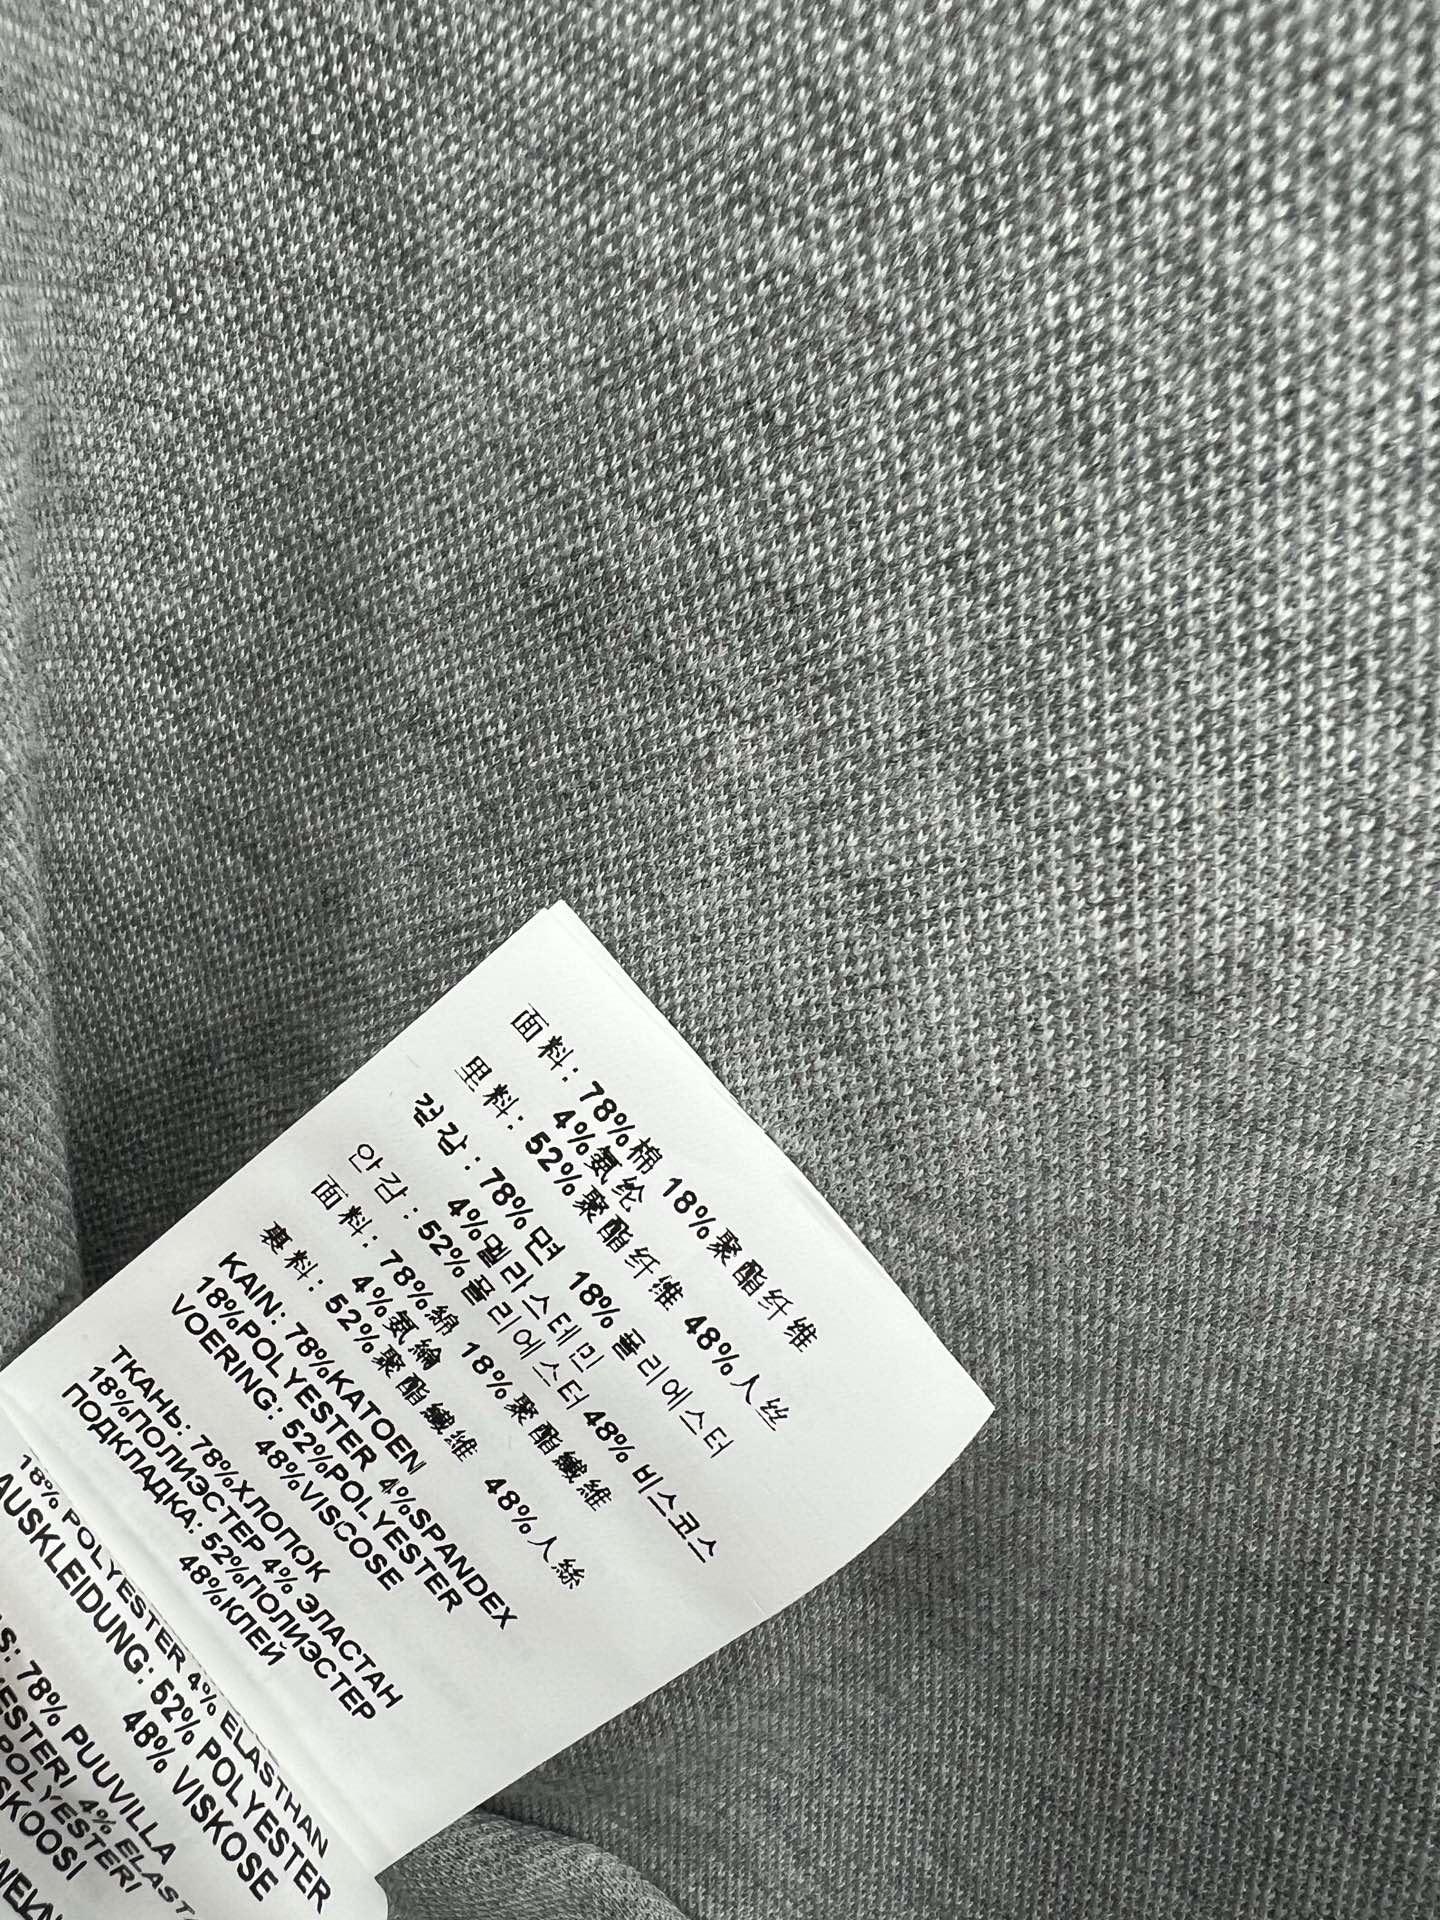 面料: 78%棉 18%聚酯纤维
4%氨纶
里料: 52%聚酯纤维 48%人丝
겉감 : 78%면 18%폴리에스터
4%엘라스테인
안감 : 52%폴리에스터 48%비스코스
面料: 78%綿 18%聚酯纖維
4%氨綸
裹料: 52%聚酯纖維 48%人絲
KAIN: 78%KATOEN
18%POLYESTER 4%SPANDEX
VOERING: 52%POLYESTER
48%VISCOSE
ТКАНЬ: 78%ХЛОПОК
18%ПОЛИЭСТЕР 4% ЭЛАСТАН
ПОДКЛАДКА: 52%ПОЛИЭСТЕР
48%КЛЕЙ
18% POLYESTER 4% ELASTHAN
AUSKLEIDUNG: 52% POLYESTER
48% VISKOSE
78% PUUVILLA
4%